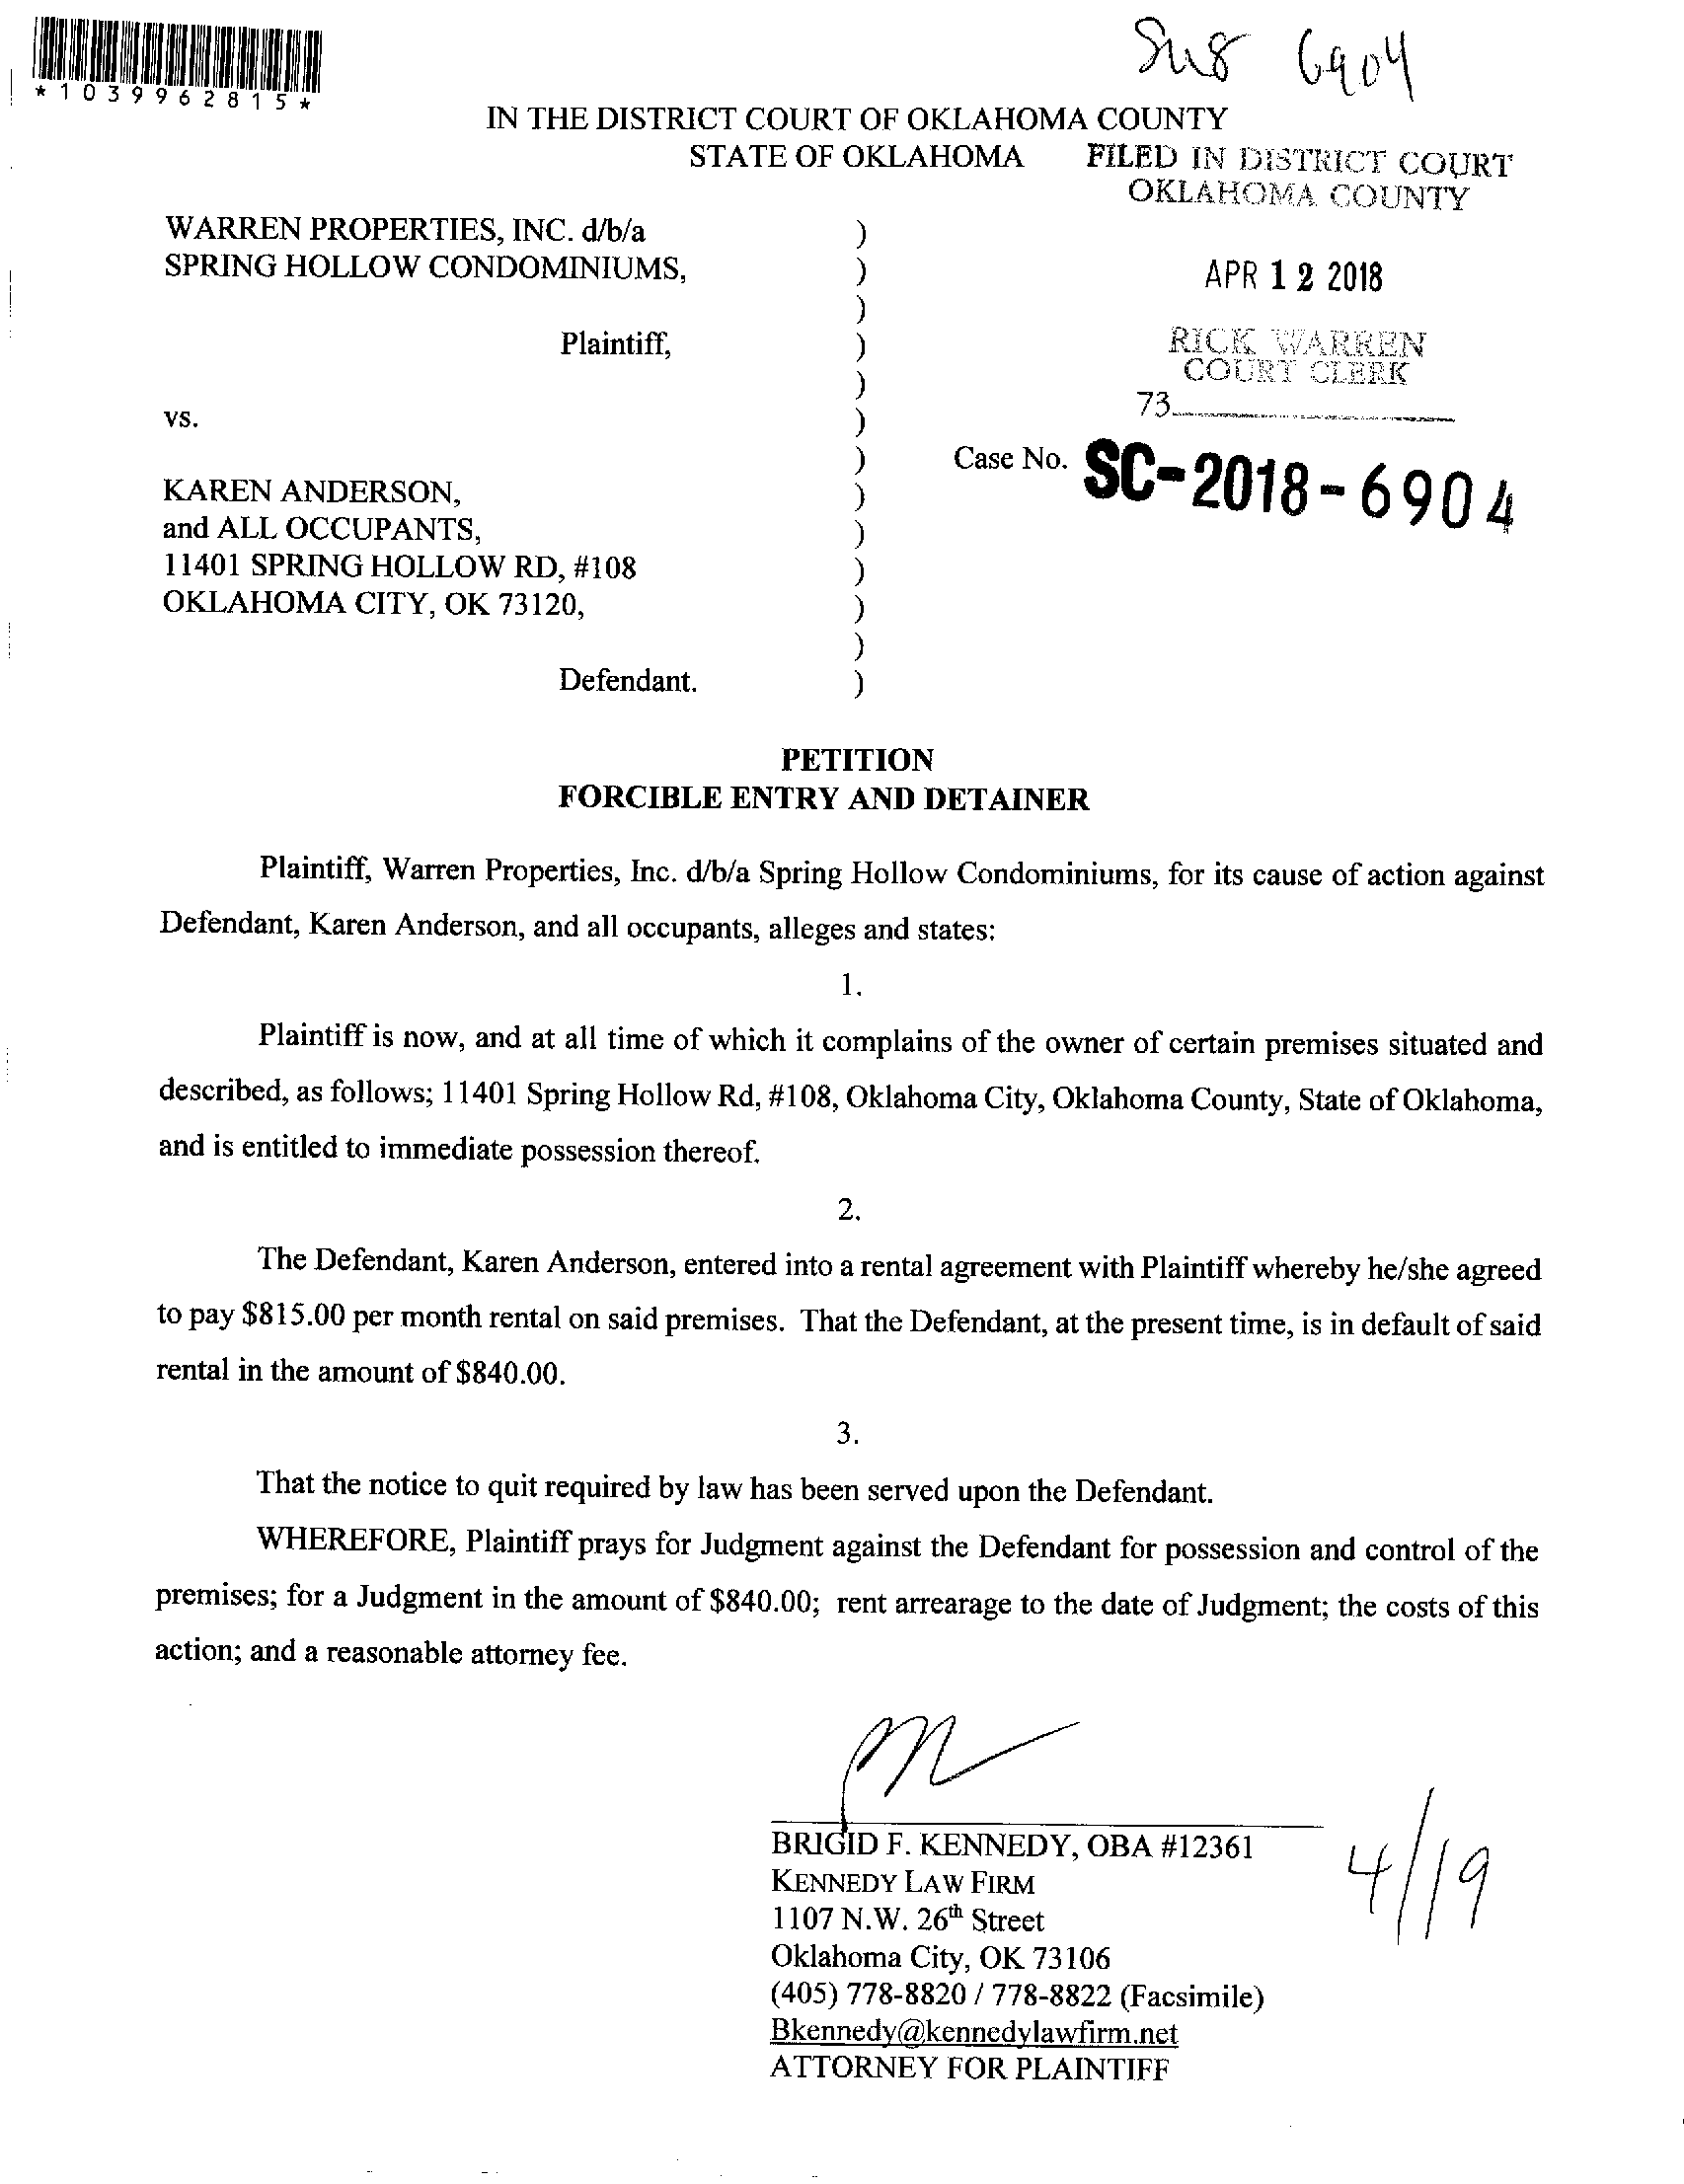 *1039962815*
6904
IN THE DISTRICT COURT OF OKLAHOMA COUNTY
STATE OF OKLAHOMA
FILED IN DISTRICT COURT
OKLAHOMA COUNTY
WARREN PROPERTIES, INC. d/b/a )
SPRING HOLLOW CONDOMINIUMS, )
)
APR 12 2018
Plaintiff, )
RICK WARREN
COURT CLERK
)
73
vs. )
)
Case No. SC-2018-6904
KAREN ANDERSON, )
and ALL OCCUPANTS, )
11401 SPRING HOLLOW RD, #108 )
OKLAHOMA CITY, OK 73120, )
)
Defendant. )
PETITION
FORCIBLE ENTRY AND DETAINER
Plaintiff, Warren Properties, Inc. d/b/a Spring Hollow Condominiums, for its cause of action against
Defendant, Karen Anderson, and all occupants, alleges and states:
1.
Plaintiff is now, and at all time of which it complains of the owner of certain premises situated and
described, as follows; 11401 Spring Hollow Rd, #108, Oklahoma City, Oklahoma County, State of Oklahoma,
and is entitled to immediate possession thereof.
2.
The Defendant, Karen Anderson, entered into a rental agreement with Plaintiff whereby he/she agreed
to pay $815.00 per month rental on said premises. That the Defendant, at the present time, is in default of said
rental in the amount of $840.00.
3.
That the notice to quit required by law has been served upon the Defendant.
WHEREFORE, Plaintiff prays for Judgment against the Defendant for possession and control of the
premises; for a Judgment in the amount of $840.00; rent arrearage to the date of Judgment; the costs of this
action; and a reasonable attorney fee.
BRIGID F. KENNEDY, OBA #12361
KENNEDY LAW FIRM
4/19
1107 N.W. 26th Street
Oklahoma City, OK 73106
(405) 778-8820 / 778-8822 (Facsimile)
Bkennedy@kennedylawfirm.net
ATTORNEY FOR PLAINTIFF